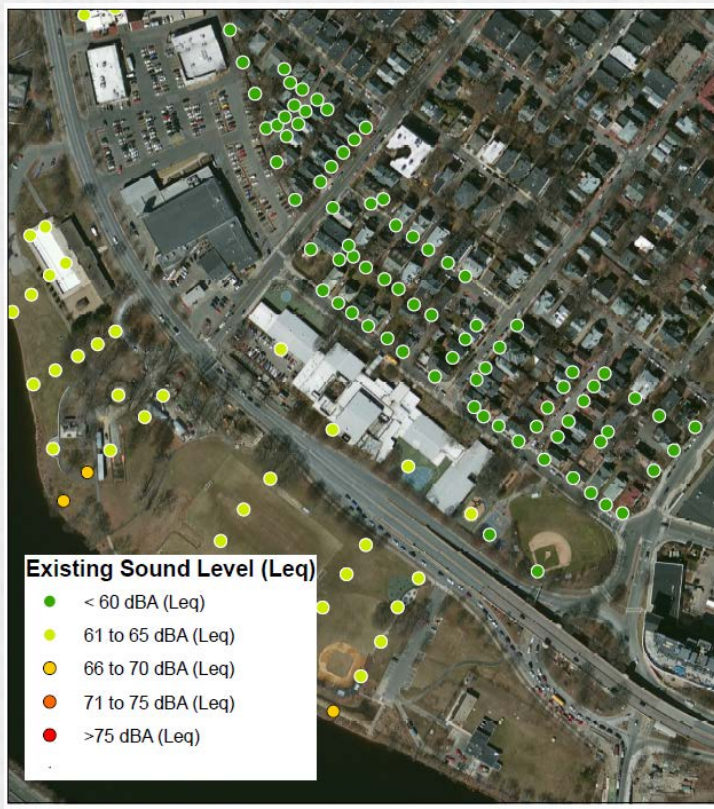 Existing Sound Level (Leq)
< 60 dBA (Leq)
61 to 65 dBA (Leq)
66 to 70 dBA (Leq)
71 to 75 dBA (Leq)
>75 dBA (Leq)
.